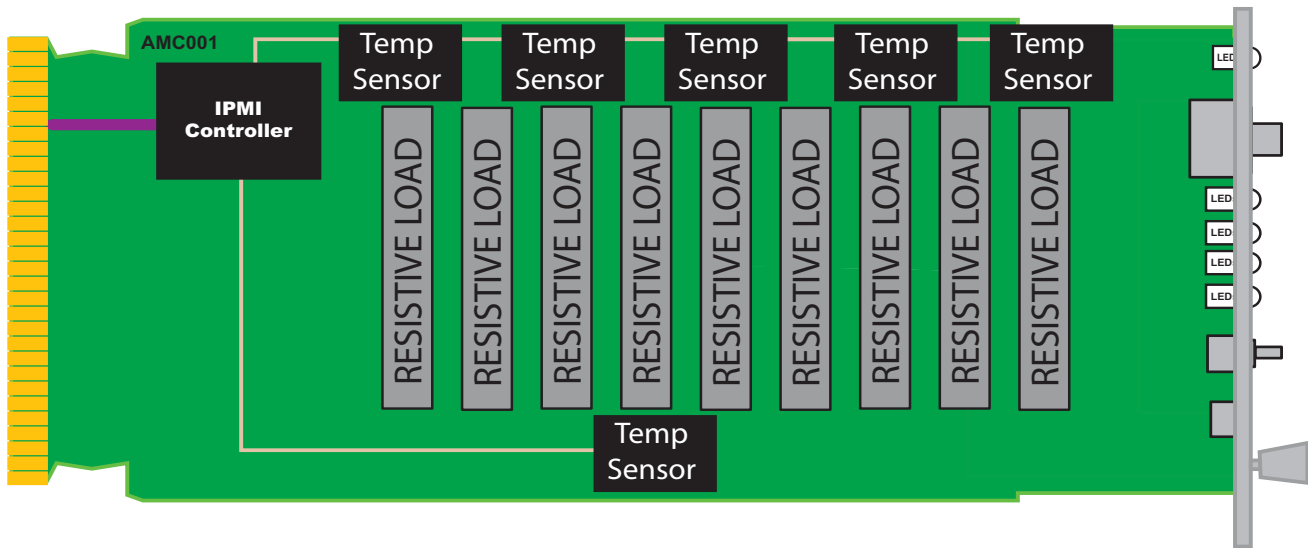 AMC001
IPMI
Controller
Temp
Sensor
Temp
Sensor
Temp
Sensor
Temp
Sensor
Temp
Sensor
RESISTIVE LOAD
RESISTIVE LOAD
RESISTIVE LOAD
RESISTIVE LOAD
RESISTIVE LOAD
RESISTIVE LOAD
RESISTIVE LOAD
RESISTIVE LOAD
RESISTIVE LOAD
Temp
Sensor
LED
LED
LED
LED
LED